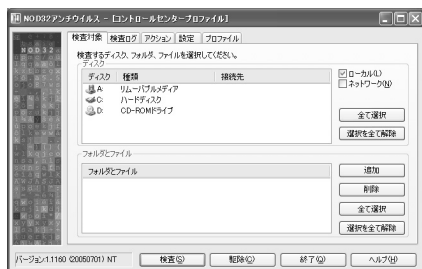 NOD32アンチウイルス - [コントロールセンタープロファイル]
検査対象 検査ログ アクション 設定 プロファイル
NOD32
検査するディスク、フォルダ、ファイルを選択してください。
ディスク
ディスク 種類 接続先
A: リムーバブルメディア
C: ハードディスク
D: CD-ROMドライブ
ローカル(L)
ネットワーク(N)
全て選択
選択を全て解除
フォルダとファイル
フォルダとファイル
追加
削除
全て選択
選択を全て解除
バージョン:1.1160 (20050701) NT
検査(S) 駆除(C) 終了(Q) ヘルプ(H)